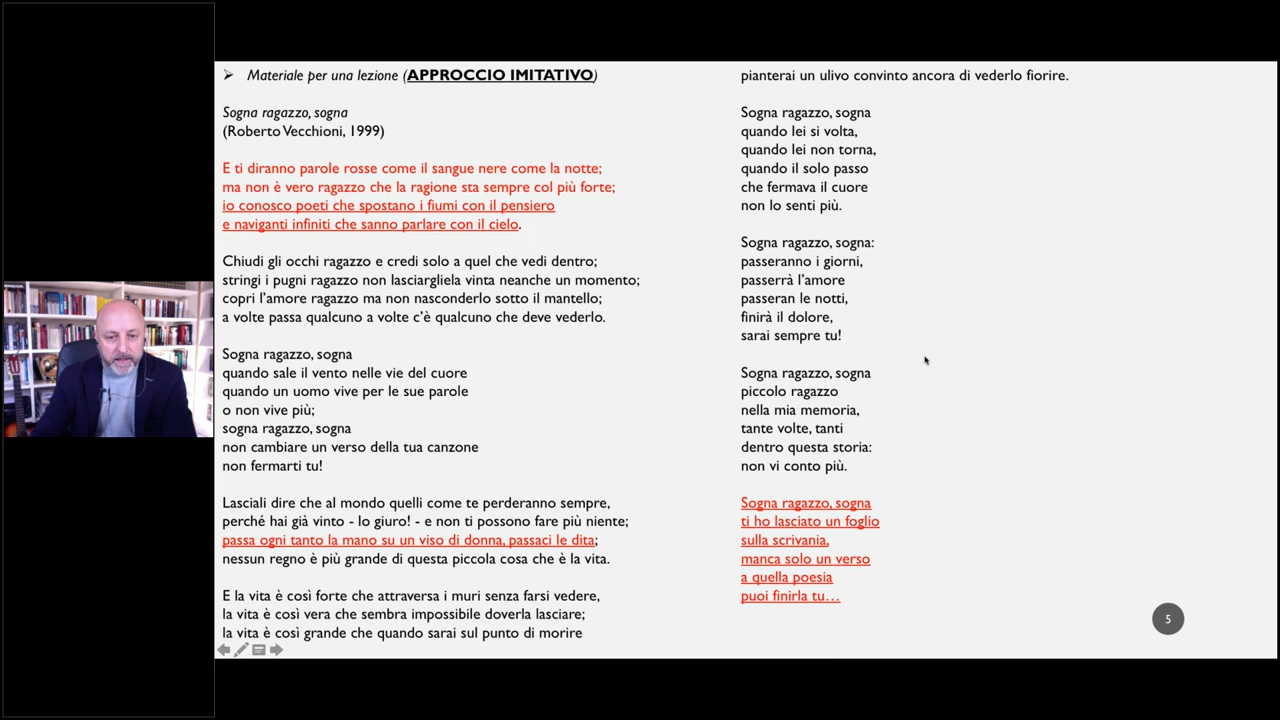 ➢ Materiale per una lezione (APPROCCIO IMITATIVO)
Sogna ragazzo, sogna
(Roberto Vecchioni, 1999)
E ti diranno parole rosse come il sangue nere come la notte;
ma non è vero ragazzo che la ragione sta sempre col più forte;
io conosco poeti che spostano i fiumi con il pensiero
e naviganti infiniti che sanno parlare con il cielo.
Chiudi gli occhi ragazzo e credi solo a quel che vedi dentro;
stringi i pugni ragazzo non lasciargliela vinta neanche un momento;
copri l'amore ragazzo ma non nasconderlo sotto il mantello;
a volte passa qualcuno a volte c'è qualcuno che deve vederlo.
Sogna ragazzo, sogna
quando sale il vento nelle vie del cuore
quando un uomo vive per le sue parole
o non vive più;
sogna ragazzo, sogna
non cambiare un verso della tua canzone
non fermarti tu!
Lasciali dire che al mondo quelli come te perderanno sempre,
perché hai già vinto - lo giuro! - e non ti possono fare più niente;
passa ogni tanto la mano su un viso di donna, passaci le dita;
nessun regno è più grande di questa piccola cosa che è la vita.
E la vita è così forte che attraversa i muri senza farsi vedere,
la vita è così vera che sembra impossibile doverla lasciare;
la vita è così grande che quando sarai sul punto di morire
pianterai un ulivo convinto ancora di vederlo fiorire.
Sogna ragazzo, sogna
quando lei si volta,
quando lei non torna,
quando il solo passo
che fermava il cuore
non lo senti più.
Sogna ragazzo, sogna:
passeranno i giorni,
passerrà l'amore
passeran le notti,
finirà il dolore,
sarai sempre tu!
Sogna ragazzo, sogna
piccolo ragazzo
nella mia memoria,
tante volte, tanti
dentro questa storia:
non vi conto più.
Sogna ragazzo, sogna
ti ho lasciato un foglio
sulla scrivania,
manca solo un verso
a quella poesia
puoi finirla tu…
5